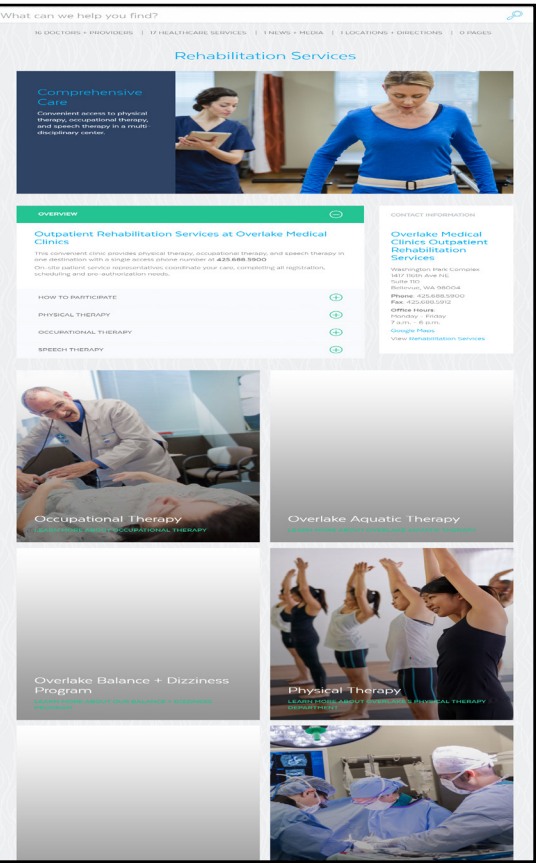 What can we help you find?
16 DOCTORS + PROVIDERS | 17 HEALTHCARE SERVICES | 1 NEWS + MEDIA | 1 LOCATIONS + DIRECTIONS | 0 PAGES
Rehabilitation Services
Comprehensive
Care
Convenient access to physical
therapy, occupational therapy,
and speech therapy in a multi-
disciplinary center.
OVERVIEW
Outpatient Rehabilitation Services at Overlake Medical
Clinics
This convenient clinic provides physical therapy, occupational therapy, and speech therapy in
one destination with a single access phone number of 425.688.5900.
On-site patient service representatives coordinate your care, completing all registration,
scheduling and pre-authorization needs.
HOW TO PARTICIPATE
PHYSICAL THERAPY
OCCUPATIONAL THERAPY
SPEECH THERAPY
CONTACT INFORMATION
Overlake Medical
Clinics Outpatient
Rehabilitation
Services
Washington Park Complex
1417 116th Ave NE
Suite 110
Bellevue, WA 98004
Phone: 425.688.5900
Fax: 425.688.5912
Office Hours:
Monday - Friday
7 a.m. - 6 p.m.
Google Maps
View Rehabilitation Services
Occupational Therapy
LEARN MORE ABOUT OCCUPATIONAL THERAPY
Overlake Aquatic Therapy
Overlake Balance + Dizziness
Program
Physical Therapy
LEARN MORE ABOUT OVERLAKE'S PHYSICAL THERAPY
DEPARTMENT